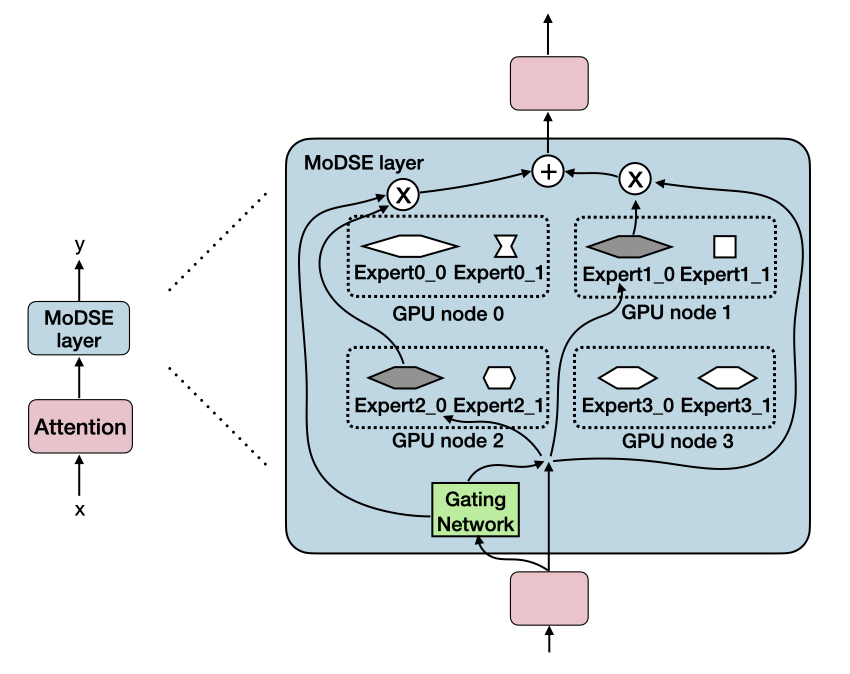 y
MoDSE
layer
Attention
x
MoDSE layer
+
X
X
Expert0_0 Expert0_1
GPU node 0
Expert1_0 Expert1_1
GPU node 1
Expert2_0 Expert2_1
GPU node 2
Expert3_0 Expert3_1
GPU node 3
Gating
Network